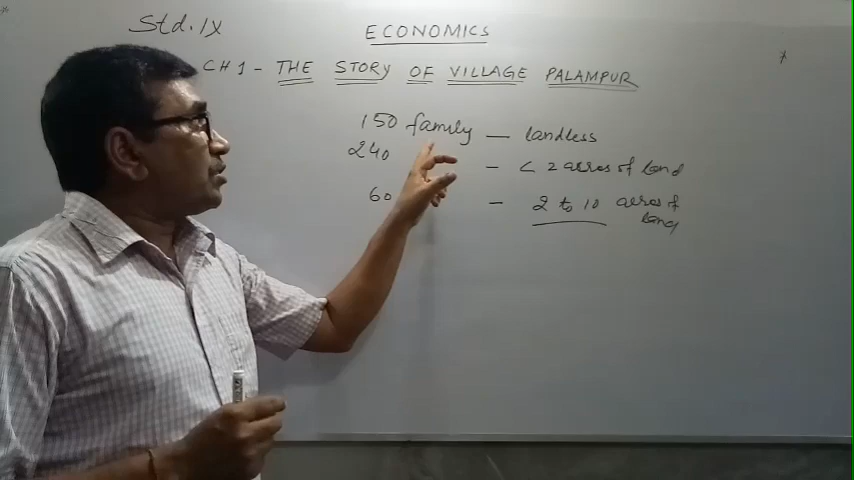 Std. IX
ECONOMICS
CH 1 - THE STORY OF VILLAGE PALAMPUR
150 family - landless
240 - < 2 acres of land
60 - 2 to 10 acres of
land